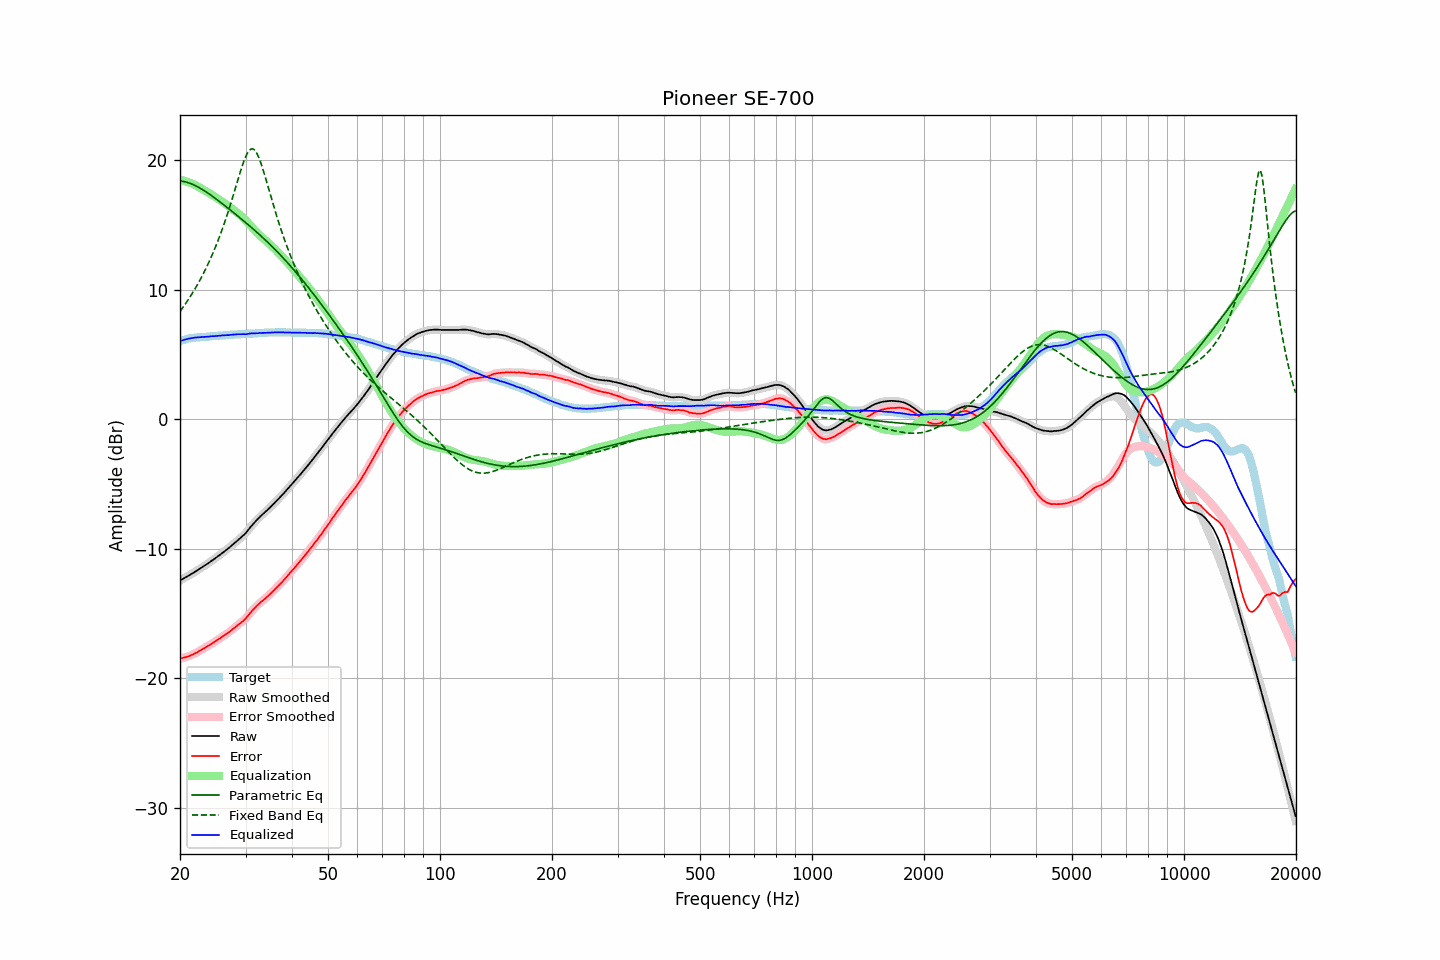 Pioneer SE-700
Amplitude (dBr)
20
10
0
−10
−20
−30
Target
Raw Smoothed
Error Smoothed
Raw
Error
Equalization
Parametric Eq
Fixed Band Eq
Equalized
20 50 100 200 500 1000 2000 5000 10000 20000
Frequency (Hz)